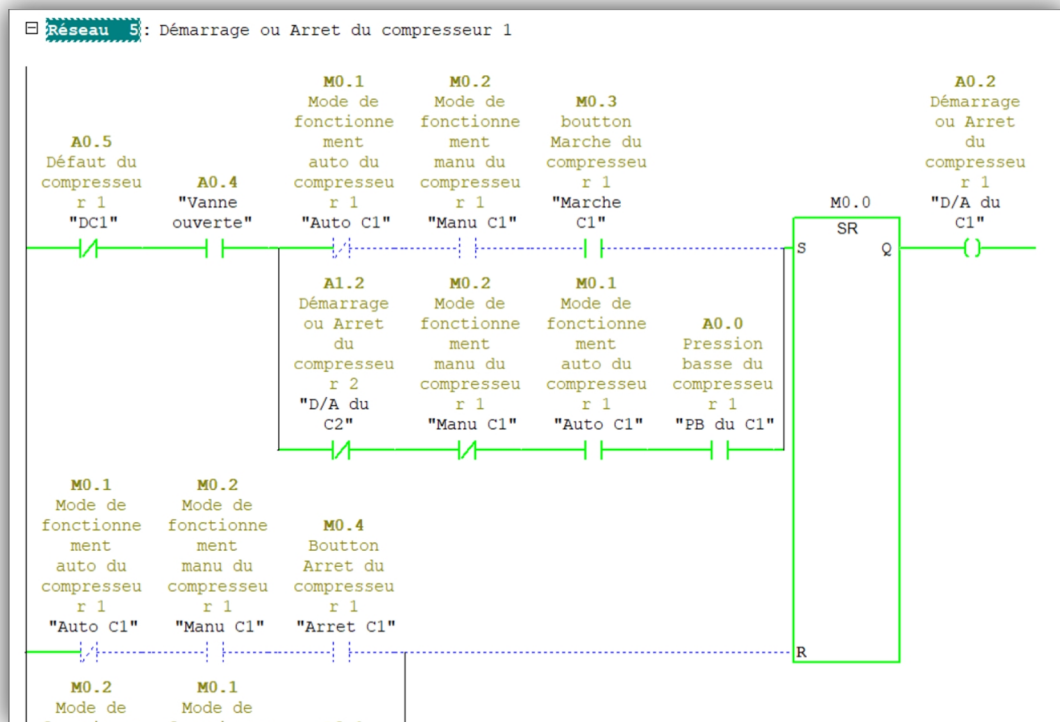 Réseau 5: Démarrage ou Arret du compresseur 1
A0.5
Défaut du
compresseu
r 1
"DC1"
A0.4
"Vanne
ouverte"
M0.1
Mode de
fonctionne
ment
auto du
compresseu
r 1
"Auto C1"
M0.2
Mode de
fonctionne
ment
manu du
compresseu
r 1
"Manu C1"
M0.3
boutton
Marche du
compresseu
r 1
"Marche
C1"
M0.0
SR
S
Q
A0.2
Démarrage
ou Arret
du
compresseu
r 1
"D/A du
C1"
A1.2
Démarrage
ou Arret
du
compresseu
r 2
"D/A du
C2"
M0.2
Mode de
fonctionne
ment
manu du
compresseu
r 1
"Manu C1"
M0.1
Mode de
fonctionne
ment
auto du
compresseu
r 1
"Auto C1"
A0.0
Pression
basse du
compresseu
r 1
"PB du C1"
M0.1
Mode de
fonctionne
ment
auto du
compresseu
r 1
"Auto C1"
M0.2
Mode de
fonctionne
ment
manu du
compresseu
r 1
"Manu C1"
M0.4
Boutton
Arret du
compresseu
r 1
"Arret C1"
R
M0.2
Mode de
M0.1
Mode de